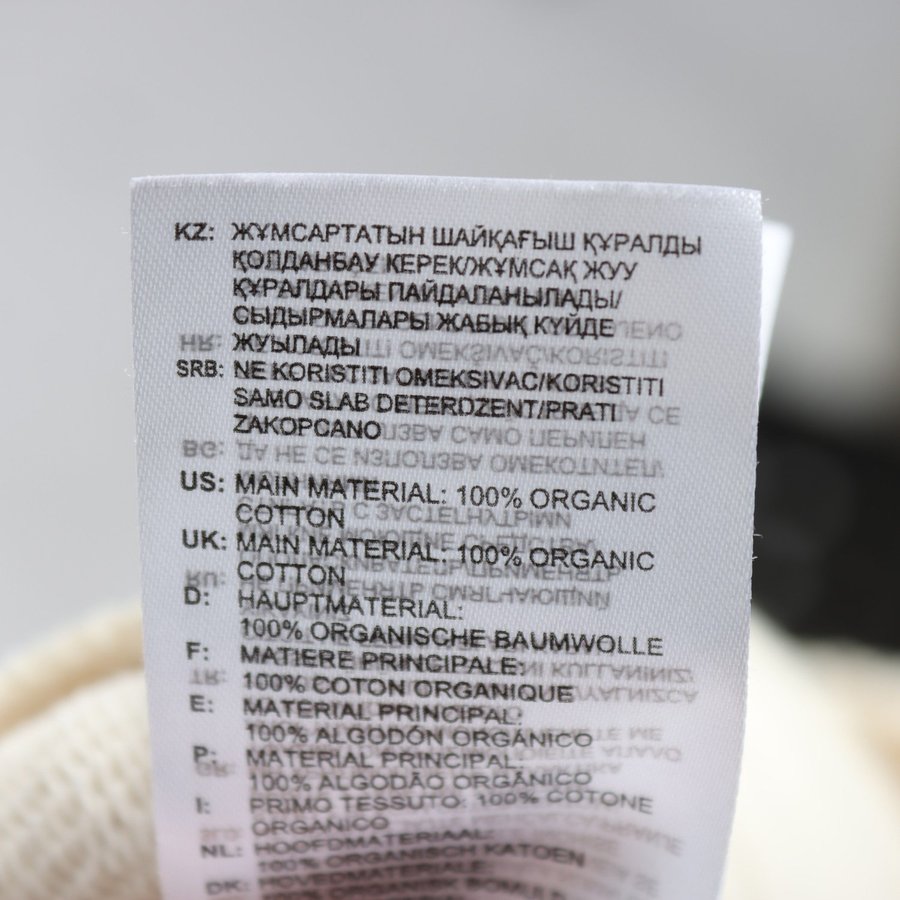 KZ: ЖҰМСАРТАТЫН ШАЙҚАҒЫШ ҚҰРАЛДЫ
ҚОЛДАНБАУ КЕРЕК/ЖҰМСАҚ ЖУУ
ҚҰРАЛДАРЫ ПАЙДАЛАНЫЛАДЫ/
СЫДЫРМАЛАРЫ ЖАБЫҚ КҮЙДЕ
ЖУЫЛАДЫ
SRB: NE KORISTITI OMEKSIVAC/KORISTITI
SAMO SLAB DETERDZENT/PRATI
ZAKOPCANO
US: MAIN MATERIAL: 100% ORGANIC
COTTON
UK: MAIN MATERIAL: 100% ORGANIC
COTTON
D: HAUPTMATERIAL:
100% ORGANISCHE BAUMWOLLE
F: MATIERE PRINCIPALE:
100% COTON ORGANIQUE
E: MATERIAL PRINCIPAL:
100% ALGODÓN ORGÁNICO
P: MATERIAL PRINCIPAL:
100% ALGODÃO ORGÂNICO
I: PRIMO TESSUTO: 100% COTONE
ORGANICO
NL: HOOFDMATERIAAL:
100% ORGANISCH KATOEN
DK: HOVEDMATERIALE: